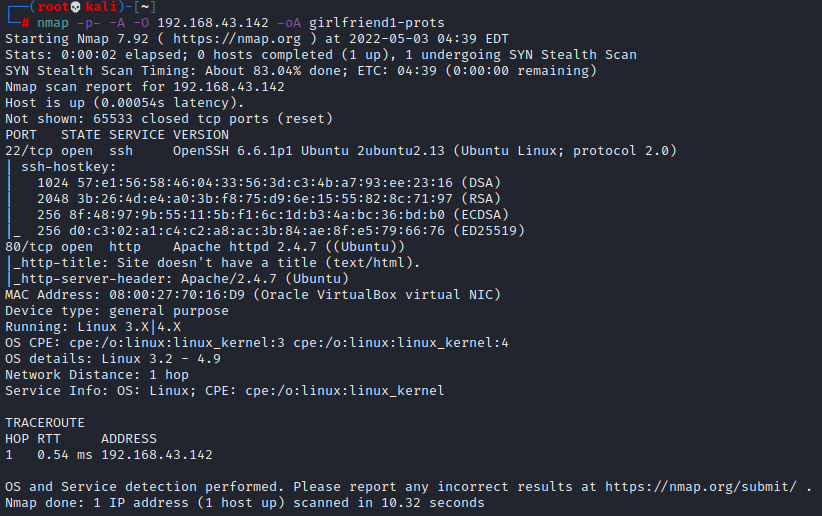 ┌──(root💀kali)-[~]
└─# nmap -p- -A -O 192.168.43.142 -oA girlfriend1-prots
Starting Nmap 7.92 ( https://nmap.org ) at 2022-05-03 04:39 EDT
Stats: 0:00:02 elapsed; 0 hosts completed (1 up), 1 undergoing SYN Stealth Scan
SYN Stealth Scan Timing: About 83.04% done; ETC: 04:39 (0:00:00 remaining)
Nmap scan report for 192.168.43.142
Host is up (0.00054s latency).
Not shown: 65533 closed tcp ports (reset)
PORT   STATE SERVICE VERSION
22/tcp open  ssh     OpenSSH 6.6.1p1 Ubuntu 2ubuntu2.13 (Ubuntu Linux; protocol 2.0)
| ssh-hostkey:
|   1024 57:e1:56:58:46:04:33:56:3d:c3:4b:a7:93:ee:23:16 (DSA)
|   2048 3b:26:4d:e4:a0:3b:f8:75:d9:6e:15:55:82:8c:71:97 (RSA)
|   256 8f:48:97:9b:55:11:5b:f1:6c:1d:b3:4a:bc:36:bd:b0 (ECDSA)
|_  256 d0:c3:02:a1:c4:c2:a8:ac:3b:84:ae:8f:e5:79:66:76 (ED25519)
80/tcp open  http    Apache httpd 2.4.7 ((Ubuntu))
|_http-title: Site doesn't have a title (text/html).
|_http-server-header: Apache/2.4.7 (Ubuntu)
MAC Address: 08:00:27:70:16:D9 (Oracle VirtualBox virtual NIC)
Device type: general purpose
Running: Linux 3.X|4.X
OS CPE: cpe:/o:linux:linux_kernel:3 cpe:/o:linux:linux_kernel:4
OS details: Linux 3.2 - 4.9
Network Distance: 1 hop
Service Info: OS: Linux; CPE: cpe:/o:linux:linux_kernel

TRACEROUTE
HOP RTT     ADDRESS
1   0.54 ms 192.168.43.142

OS and Service detection performed. Please report any incorrect results at https://nmap.org/submit/ .
Nmap done: 1 IP address (1 host up) scanned in 10.32 seconds